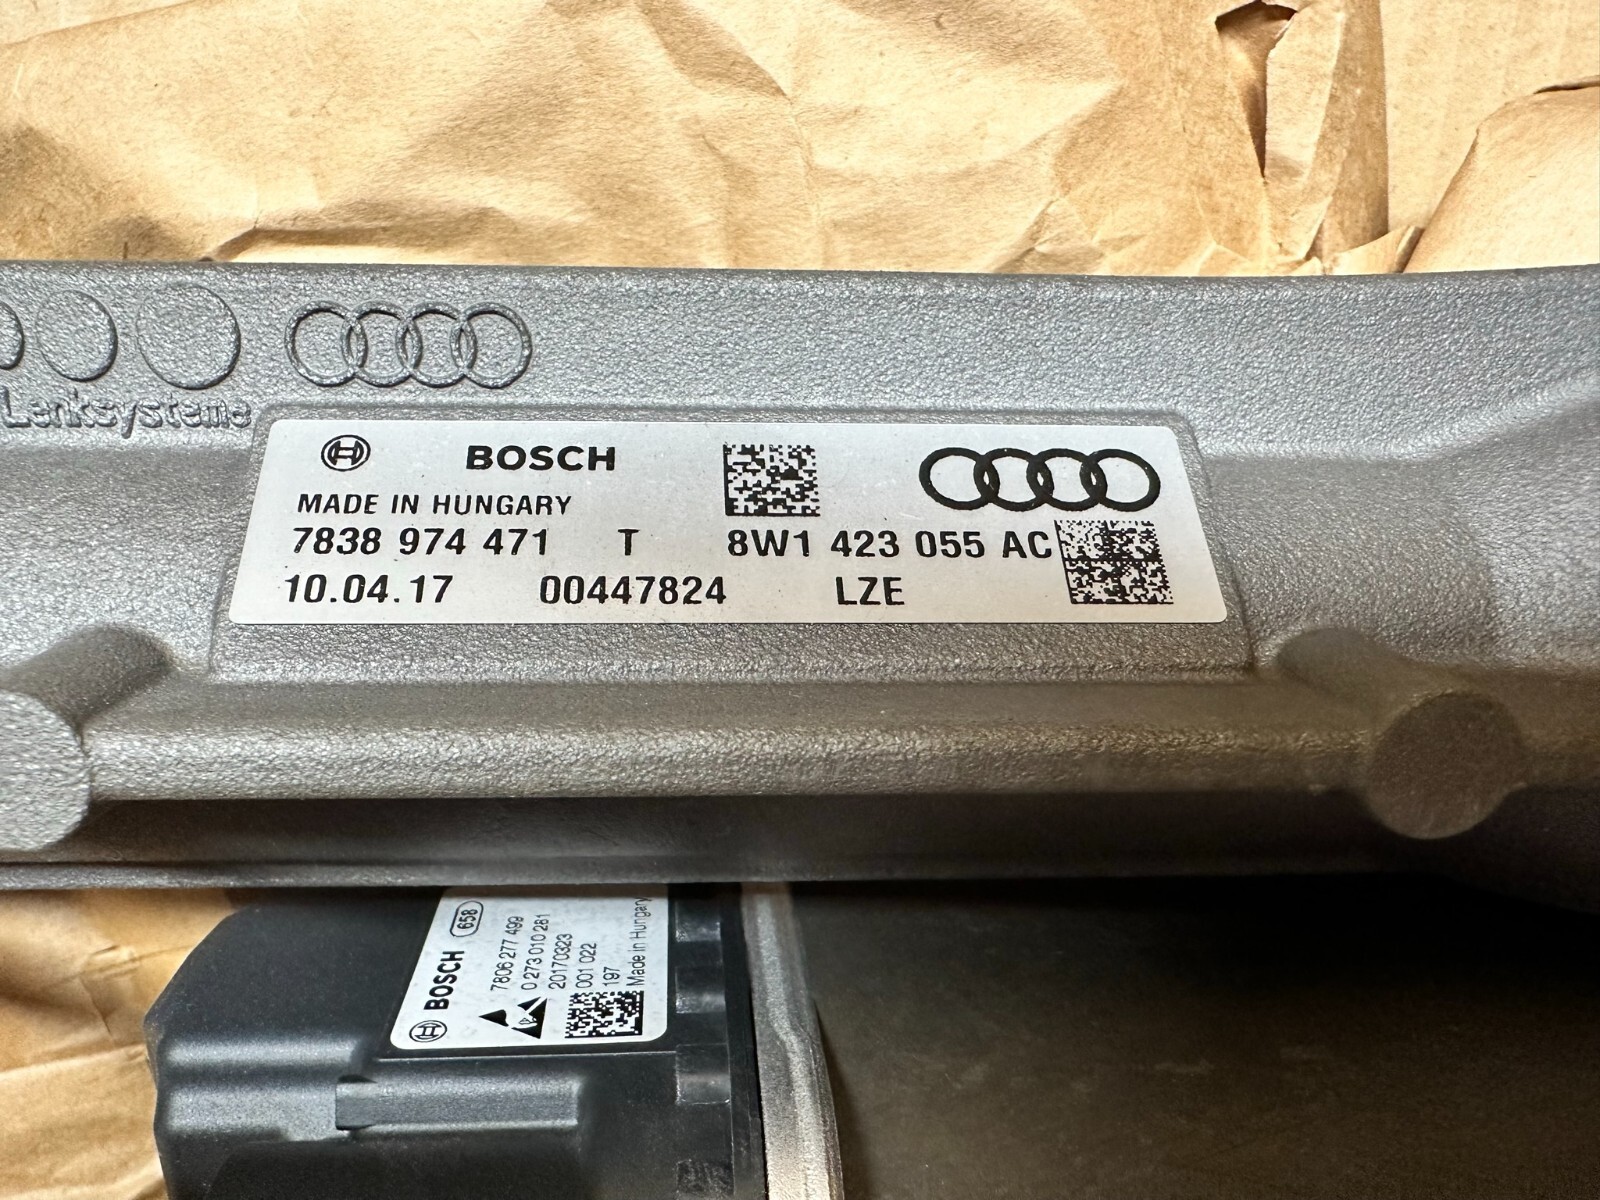 Lenksysteme
BOSCH
MADE IN HUNGARY
7838 974 471 T 8W1 423 055 AC
10.04.17 00447824 LZE
BOSCH 658
7806 277 499
0 273 010 281
20170323
001 022
197
Made in Hungary